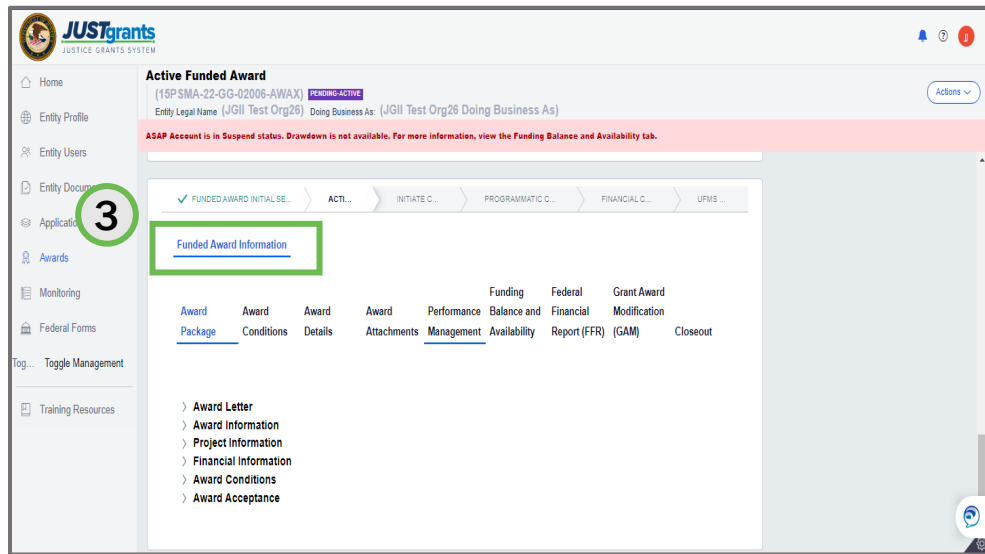 JUSTgrants
JUSTICE GRANTS SYSTEM
JJ
Home
Entity Profile
Entity Users
Entity Docum
Applicatio
Awards
Monitoring
Federal Forms
Tog... Toggle Management
Training Resources
3
Active Funded Award
(15PSMA-22-GG-02006-AWAX) PENDING-ACTIVE
Entity Legal Name (JGII Test Org26) Doing Business As: (JGII Test Org26 Doing Business As)
Actions
ASAP Account is in Suspend status. Drawdown is not available. For more information, view the Funding Balance and Availability tab.
FUNDED AWARD INITIAL SE... ACTI... INITIATE C... PROGRAMMATIC C... FINANCIAL C... UFMS ...
Funded Award Information
Award Package
Award Conditions
Award Details
Award Attachments
Performance Management
Funding Balance and Availability
Federal Financial Report (FFR)
Grant Award Modification (GAM)
Closeout
Award Letter
Award Information
Project Information
Financial Information
Award Conditions
Award Acceptance